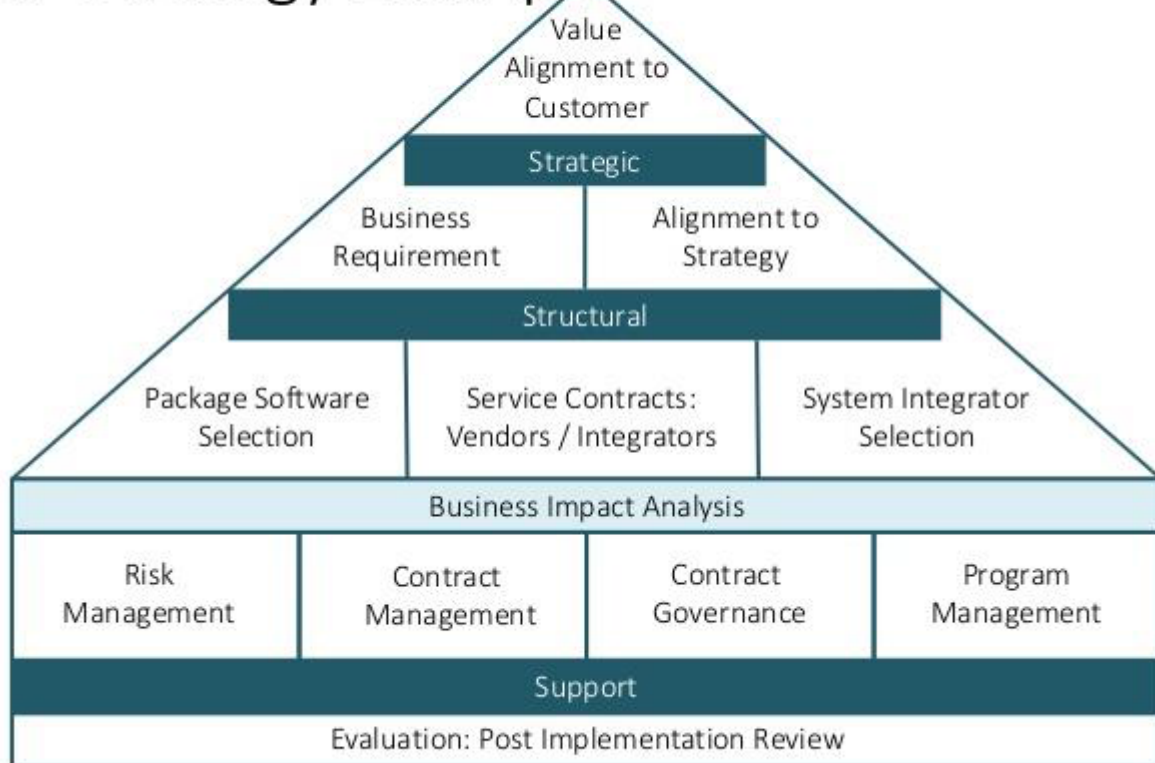 Value
Alignment to
Customer
Strategic
Business
Requirement
Alignment to
Strategy
Structural
Package Software
Selection
Service Contracts:
Vendors / Integrators
System Integrator
Selection
Business Impact Analysis
Risk
Management
Contract
Management
Contract
Governance
Program
Management
Support
Evaluation: Post Implementation Review